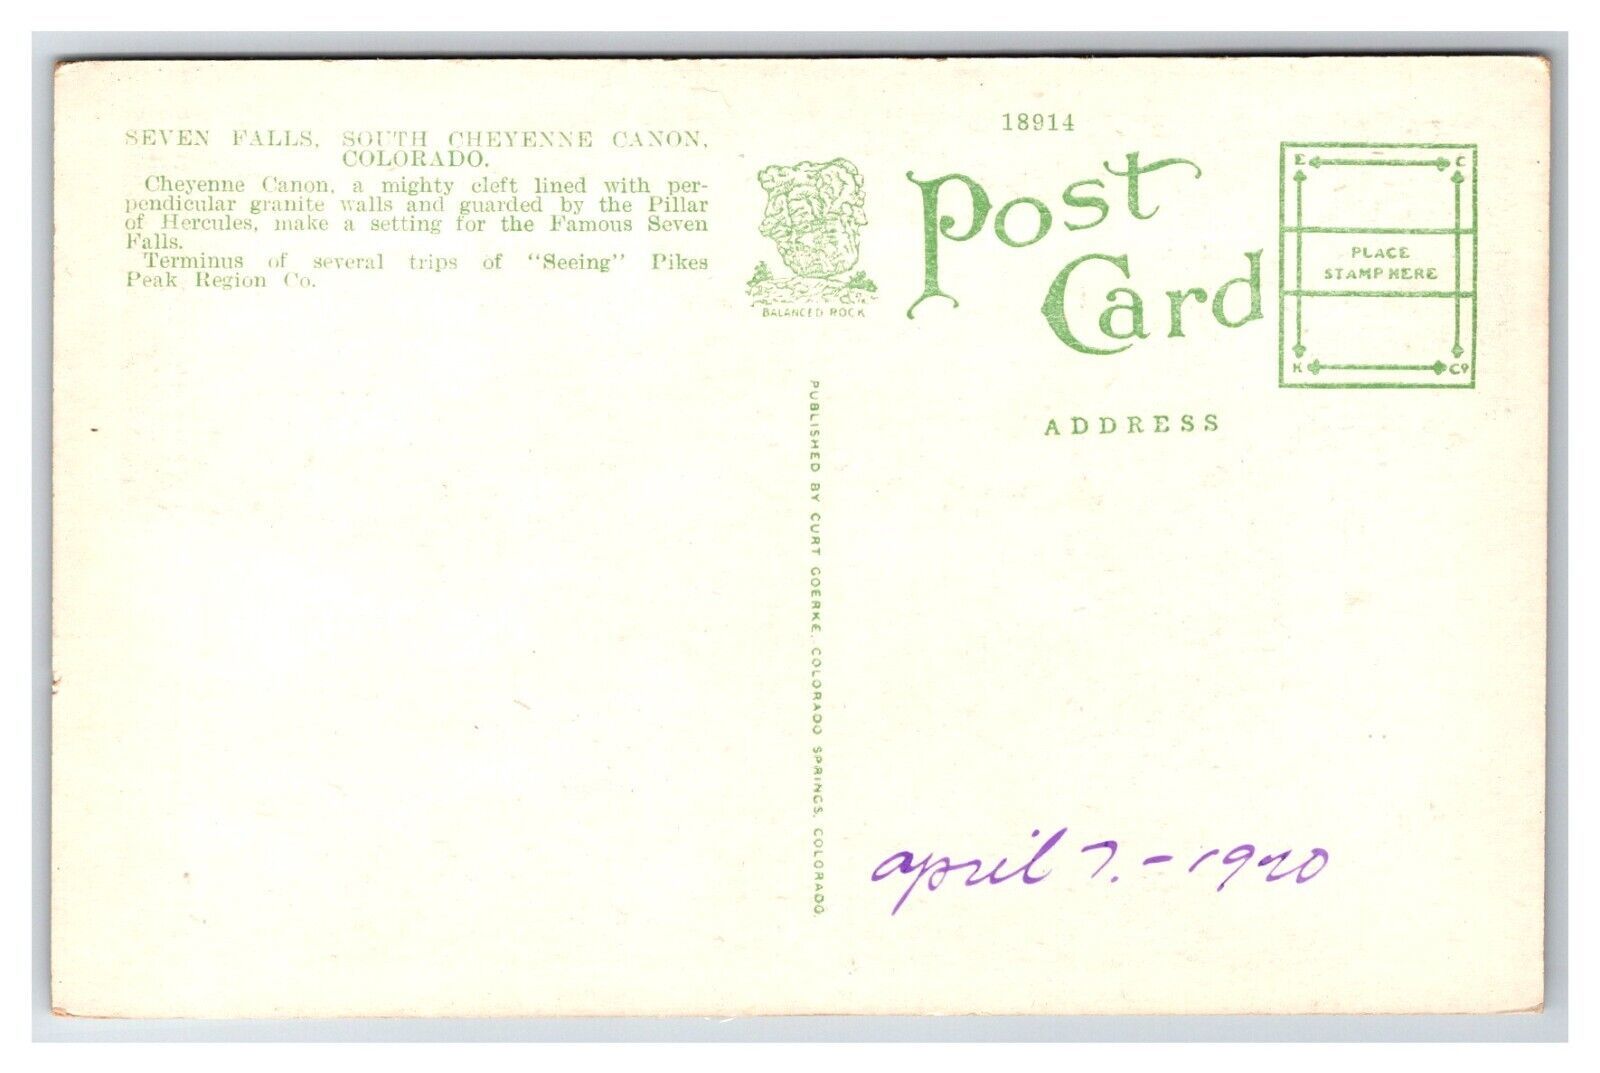 SEVEN FALLS, SOUTH CHEYENNE CANON,
COLORADO.
Cheyenne Canon, a mighty cleft lined with per-
pendicular granite walls and guarded by the Pillar
of Hercules, make a setting for the Famous Seven
Falls.
Terminus of several trips of "Seeing" Pikes
Peak Region Co.
BALANCED ROCK
18914
Post
Card
E C
PLACE
STAMP HERE
K Co
ADDRESS
PUBLISHED BY CURT GOERKE, COLORADO SPRINGS, COLORADO.
april 7. - 1920